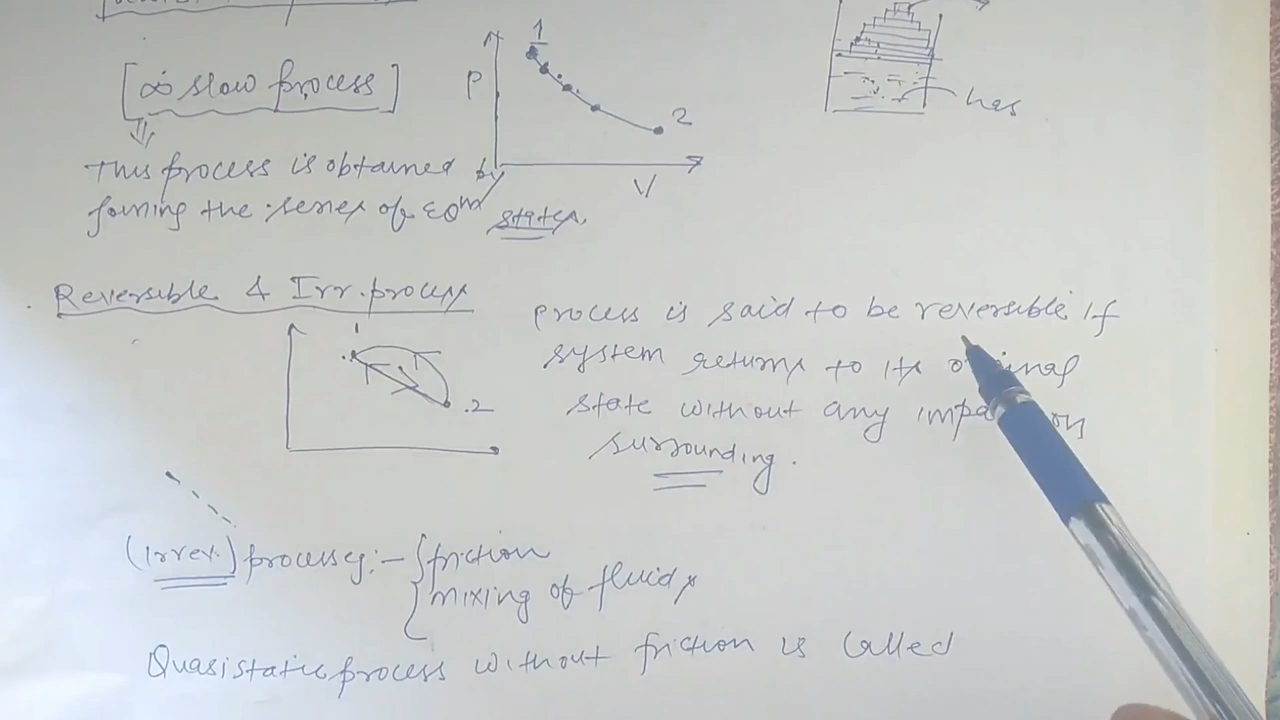 [∞ slow process]
1
P
2
V
gas
This process is obtained by
joining the series of eqm states.
Reversible & Irr. process
1
2
process is said to be reversible if
system returns to its
state without any
surrounding.
(Irrev.) processes:- { friction
mixing of fluids
Quasistatic process without friction is called